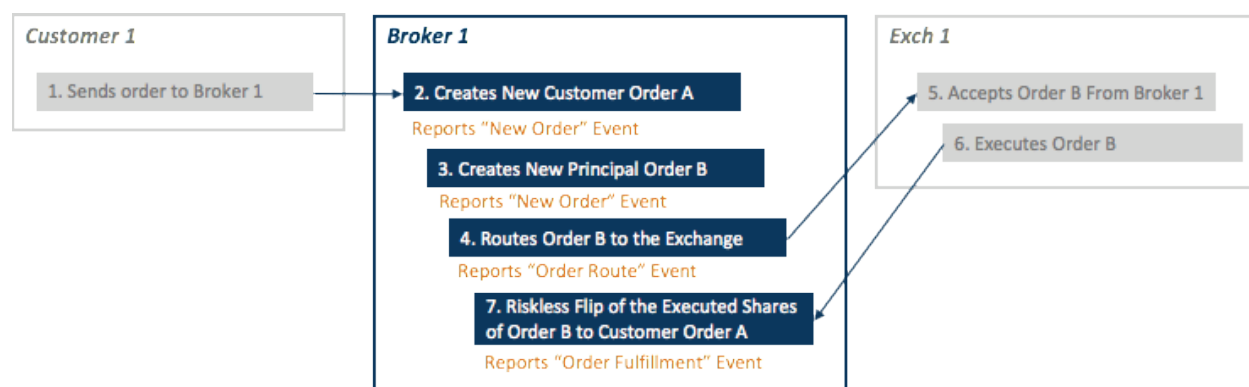 Customer 1
1. Sends order to Broker 1
Broker 1
2. Creates New Customer Order A
Reports "New Order" Event
3. Creates New Principal Order B
Reports "New Order" Event
4. Routes Order B to the Exchange
Reports "Order Route" Event
7. Riskless Flip of the Executed Shares
of Order B to Customer Order A
Reports "Order Fulfillment" Event
Exch 1
5. Accepts Order B From Broker 1
6. Executes Order B